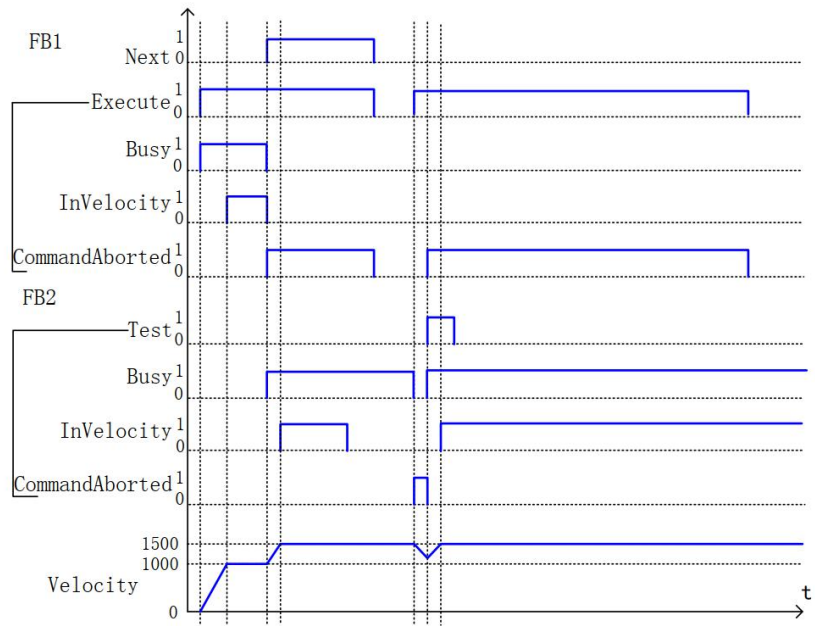 FB1
Next 1
0
Execute 1
0
Busy 1
0
InVelocity 1
0
CommandAborted 1
0
FB2
Test 1
0
Busy 1
0
InVelocity 1
0
CommandAborted 1
0
1500
1000
Velocity
0
t